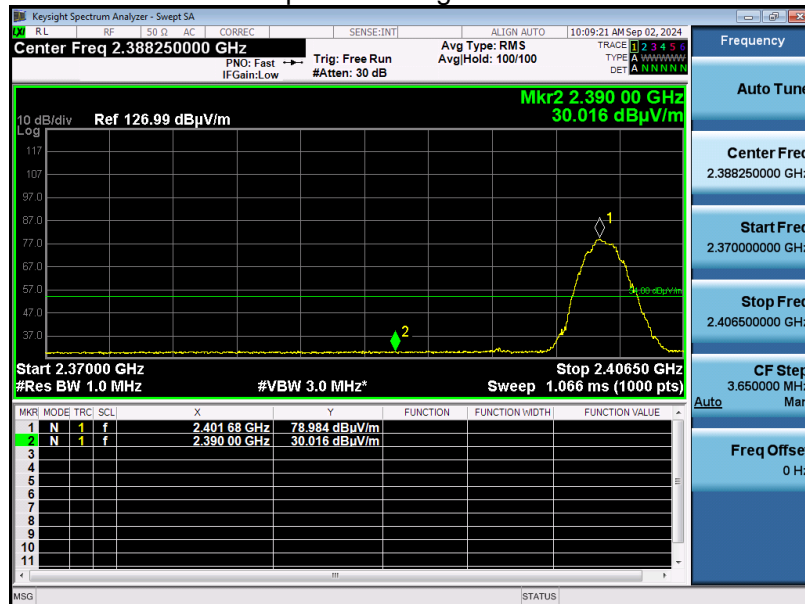 Keysight Spectrum Analyzer - Swept SA
LXI RL RF 50 Ω AC CORREC SENSE:INT ALIGN AUTO 10:09:21 AM Sep 02, 2024
Center Freq 2.388250000 GHz
PNO: Fast
IFGain:Low
Trig: Free Run
#Atten: 30 dB
Avg Type: RMS
Avg|Hold: 100/100
TRACE 1 2 3 4 5 6
TYPE A WWWWW
DET A N N N N N
Mkr2 2.390 00 GHz
30.016 dBµV/m
10 dB/div Ref 126.99 dBµV/m
Log
117
107
97.0
87.0
77.0
67.0
57.0
47.0
37.0
1
2
Start 2.37000 GHz Stop 2.40650 GHz
#Res BW 1.0 MHz #VBW 3.0 MHz* Sweep 1.066 ms (1000 pts)
MKR MODE TRC SCL X Y FUNCTION FUNCTION WIDTH FUNCTION VALUE
1 N 1 f 2.401 68 GHz 78.984 dBµV/m
2 N 1 f 2.390 00 GHz 30.016 dBµV/m
3
4
5
6
7
8
9
10
11
MSG STATUS
Frequency
Auto Tune
Center Freq
2.388250000 GHz
Start Freq
2.370000000 GHz
Stop Freq
2.406500000 GHz
CF Step
3.650000 MHz
Auto Man
Freq Offset
0 Hz